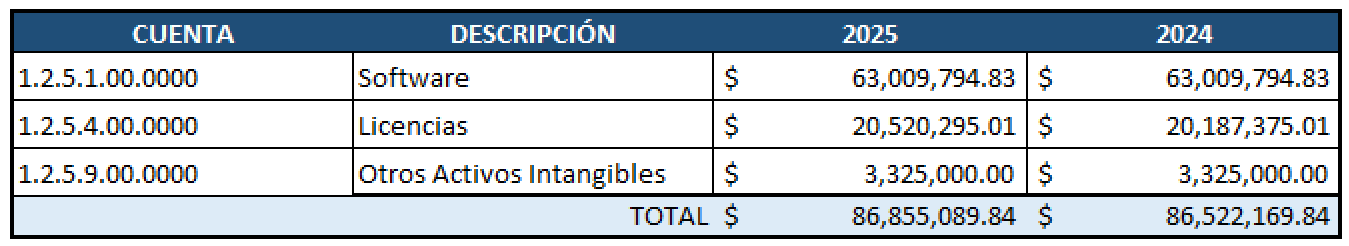 CUENTA DESCRIPCIÓN 2025 2024
1.2.5.1.00.0000 Software $ 63,009,794.83 $ 63,009,794.83
1.2.5.4.00.0000 Licencias $ 20,520,295.01 $ 20,187,375.01
1.2.5.9.00.0000 Otros Activos Intangibles $ 3,325,000.00 $ 3,325,000.00
TOTAL $ 86,855,089.84 $ 86,522,169.84